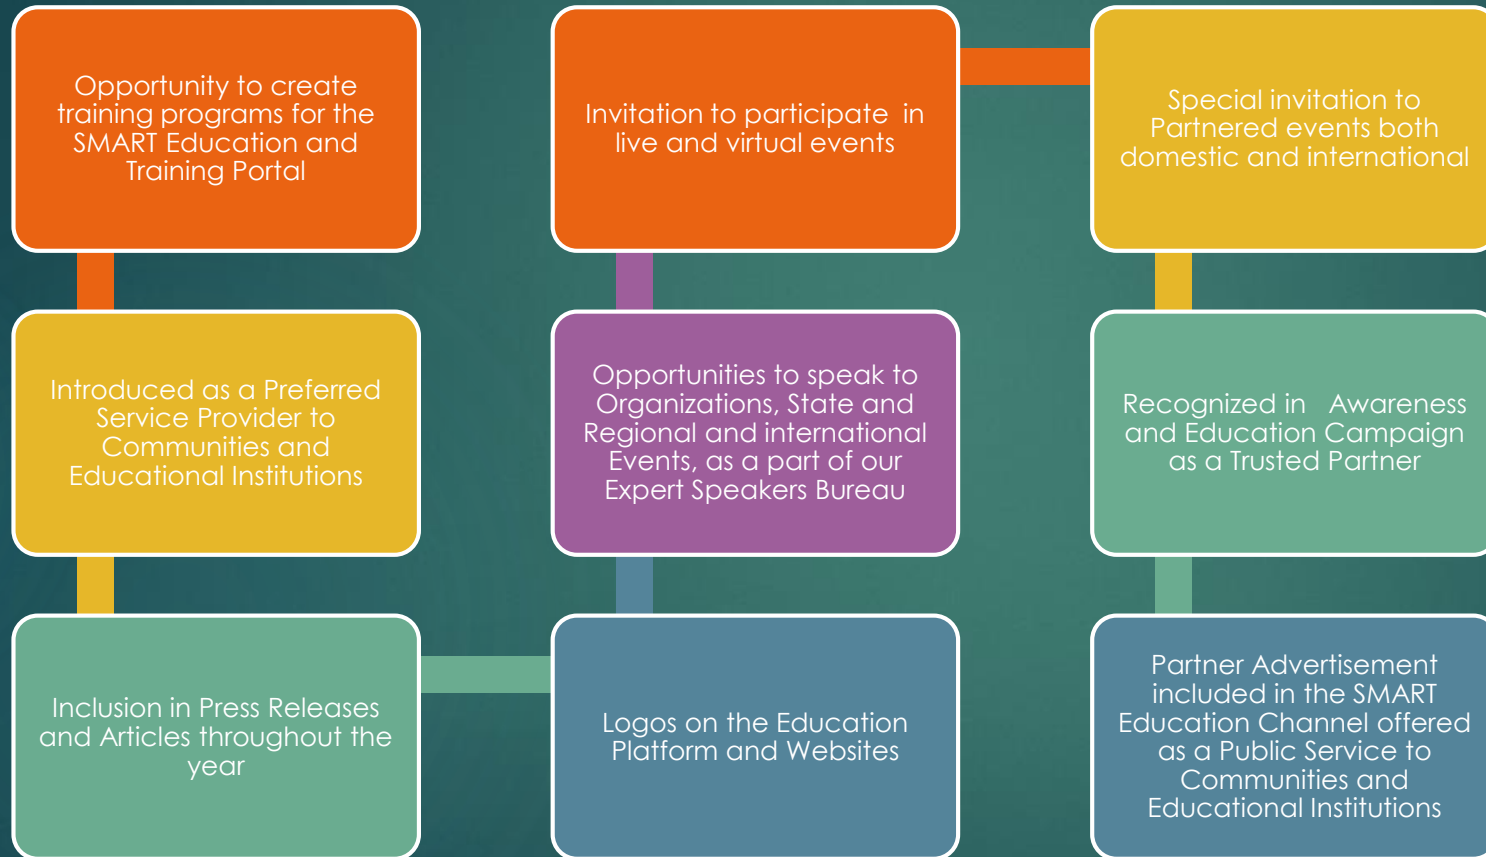 Opportunity to create
training programs for the
SMART Education and
Training Portal
Introduced as a Preferred
Service Provider to
Communities and
Educational Institutions
Inclusion in Press Releases
and Articles throughout the
year
Logos on the Education
Platform and Websites
Opportunities to speak to
Organizations, State and
Regional and international
Events, as a part of our
Expert Speakers Bureau
Invitation to participate  in
live and virtual events
Special invitation to
Partnered events both
domestic and international
Recognized in   Awareness
and Education Campaign
as a Trusted Partner
Partner Advertisement
included in the SMART
Education Channel offered
as a Public Service to
Communities and
Educational Institutions